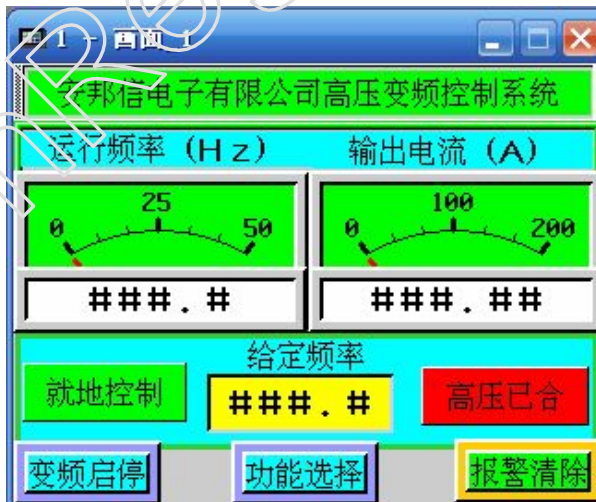 1 - 画面 1
安邦信电子有限公司高压变频控制系统
运行频率（Hz） 输出电流（A）
0 25 50 0 100 200
###.# ###.##
给定频率
就地控制 ###.# 高压已合
变频启停 功能选择 报警清除